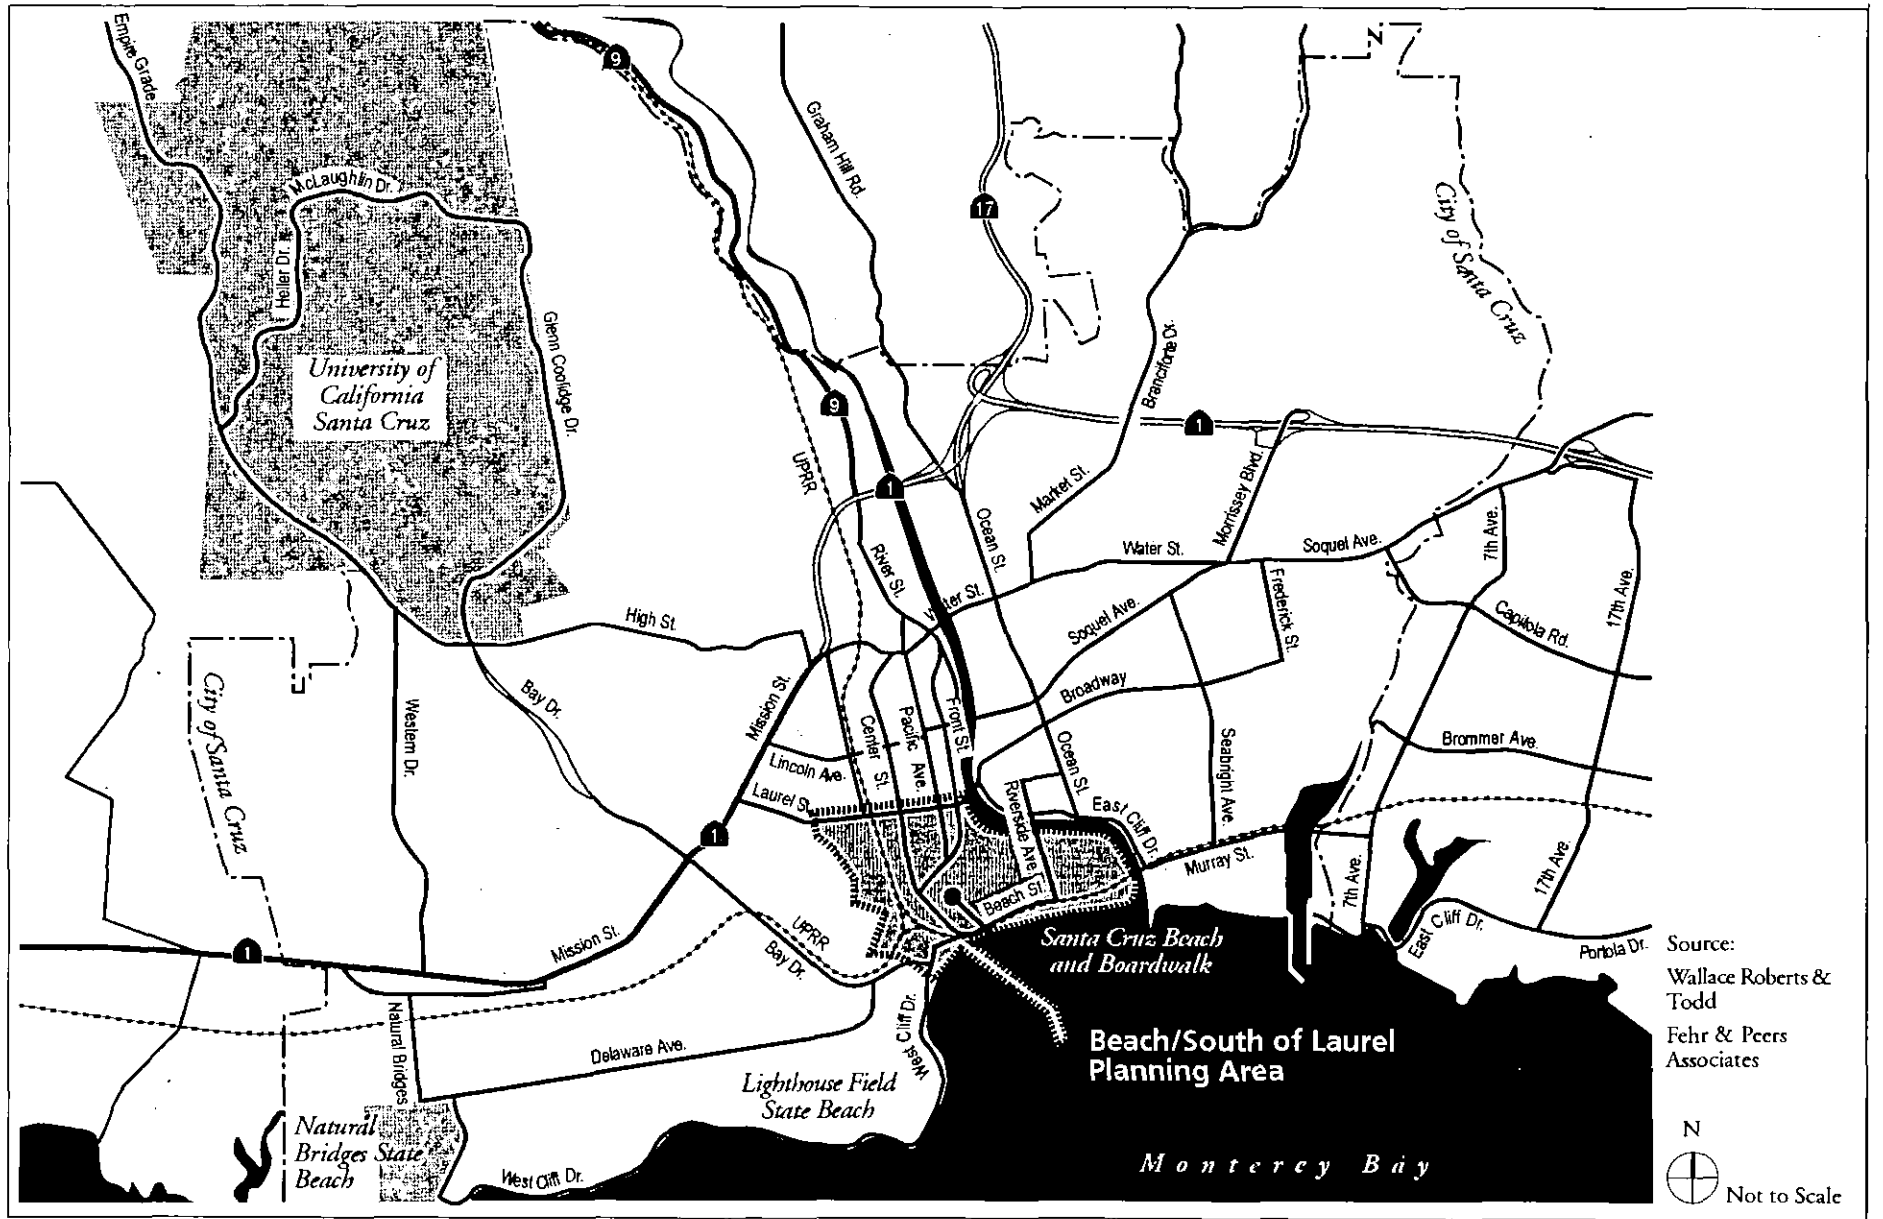 Empire Grade
9
Graham Hill Rd.
17
N
McLaughlin Dr.
Heller Dr.
Glenn Coolidge Dr.
City of Santa Cruz
University of
California
Santa Cruz
9
Branciforte Dr.
1
UPRR
1
Market St.
Morrissey Blvd.
Ocean St.
River St.
Water St.
Water St.
Soquel Ave.
7th Ave.
17th Ave.
High St.
Soquel Ave.
Frederick St.
Capitola Rd.
City of Santa Cruz
Western Dr.
Bay Dr.
Mission St.
Center St.
Pacific Ave.
Front St.
Broadway
Ocean St.
Seabright Ave.
Brommer Ave.
Lincoln Ave.
Laurel St.
Riverside Ave.
East Cliff Dr.
1
Murray St.
7th Ave.
17th Ave.
Beach St.
1
Mission St.
UPRR
Bay Dr.
Santa Cruz Beach
and Boardwalk
East Cliff Dr.
Portola Dr.
Source:
Wallace Roberts &
Todd
Fehr & Peers
Associates
Natural Bridges
Delaware Ave.
West Cliff Dr.
Beach/South of Laurel
Planning Area
Lighthouse Field
State Beach
Natural
Bridges State
Beach
West Cliff Dr.
Monterey Bay
N
Not to Scale